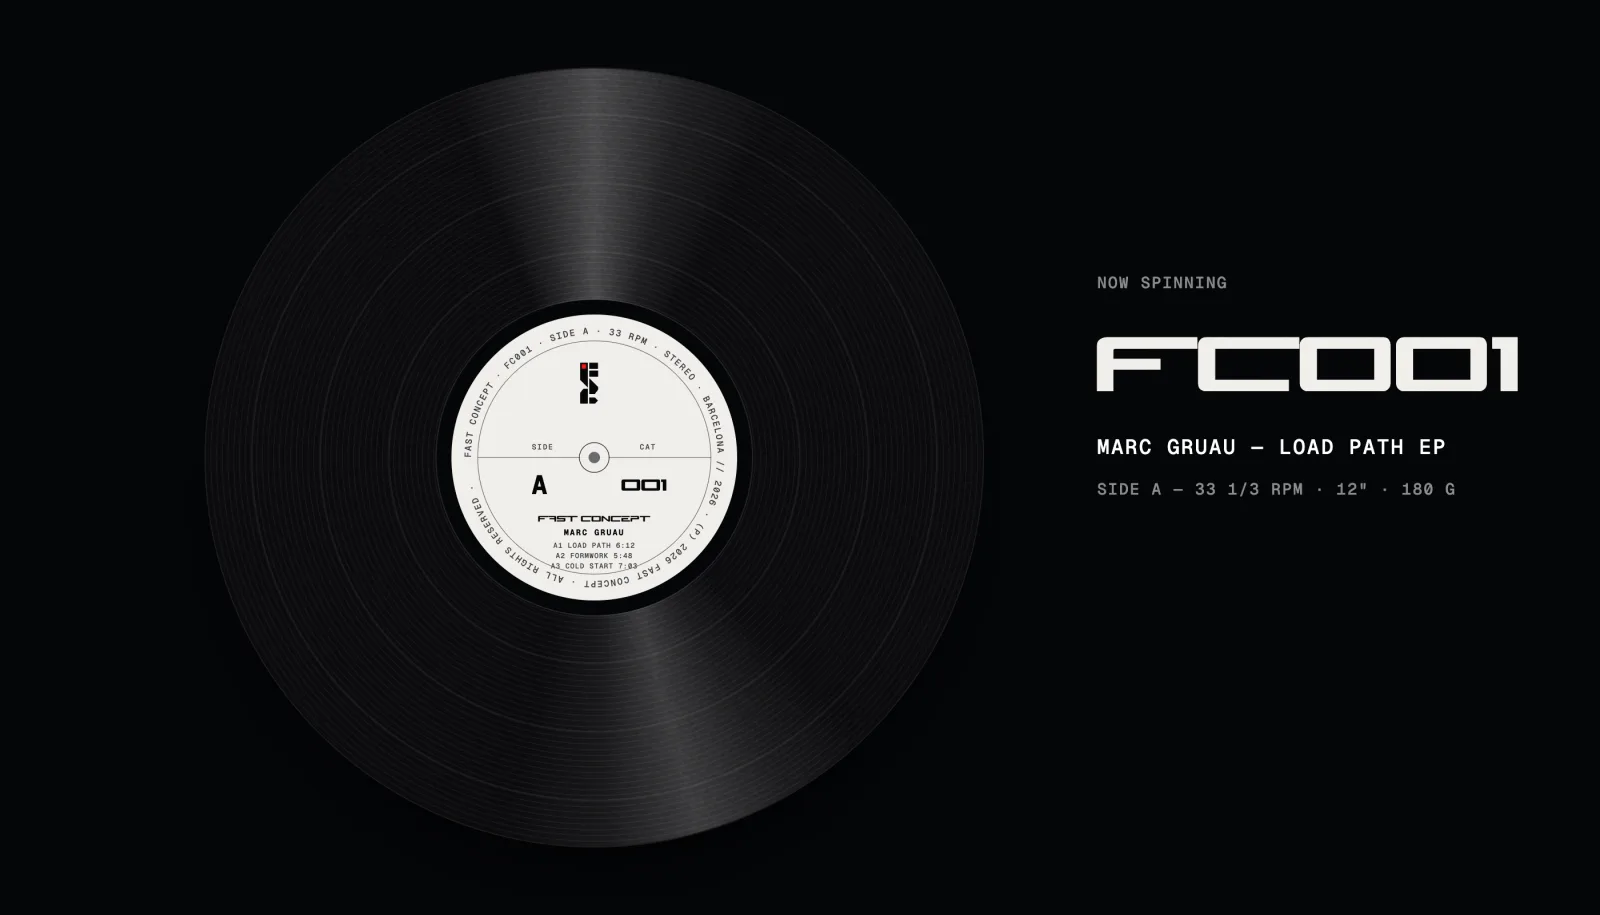 FAST CONCEPT · FC001 · SIDE A · 33 RPM · STEREO · BARCELONA // 2026 · (P) 2026 FAST CONCEPT · ALL RIGHTS RESERVED ·
SIDE
CAT
A
001
FAST CONCEPT
MARC GRUAU
A1 LOAD PATH 6:12
A2 FORMWORK 5:48
A3 COLD START 7:03
NOW SPINNING
FC001
MARC GRUAU — LOAD PATH EP
SIDE A — 33 1/3 RPM · 12" · 180 G